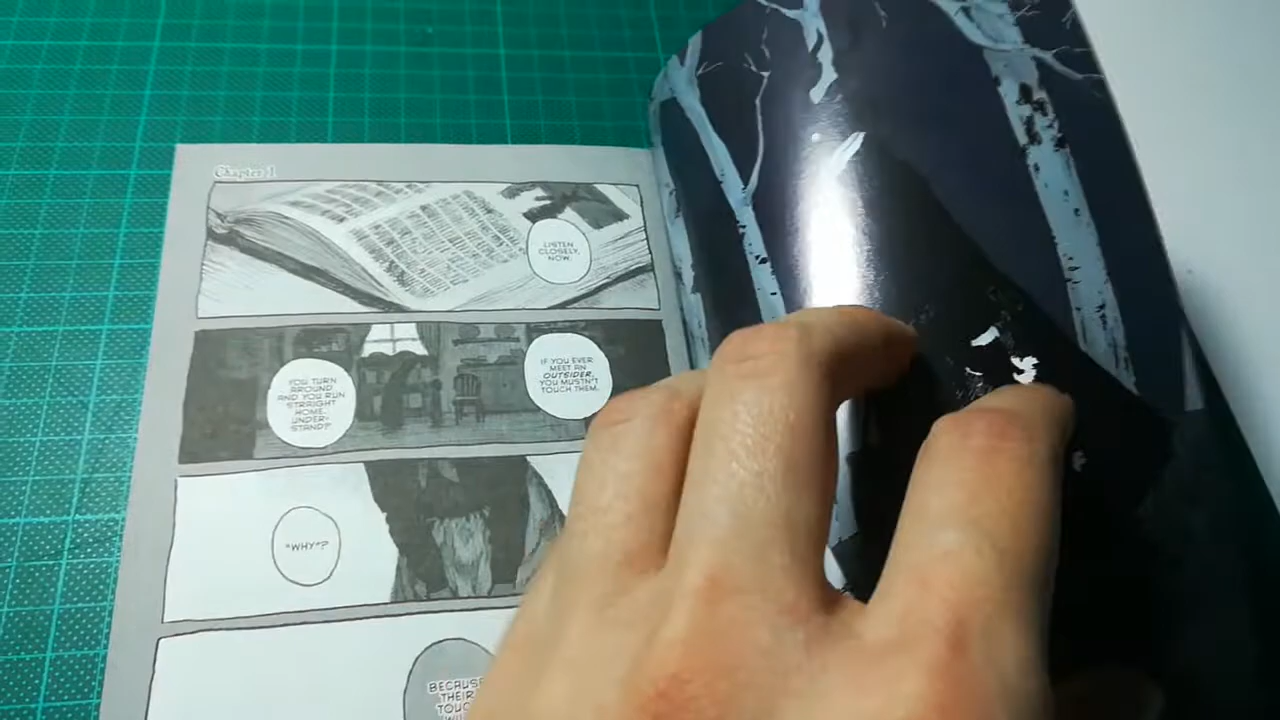 Chapter 1
LISTEN
CLOSELY,
NOW.
IF YOU EVER
MEET AN
OUTSIDER,
YOU MUSTN'T
TOUCH THEM.
YOU TURN
AROUND
AND YOU RUN
STRAIGHT
HOME.
UNDER-
STAND?
"WHY"?
BECAUSE
THEIR